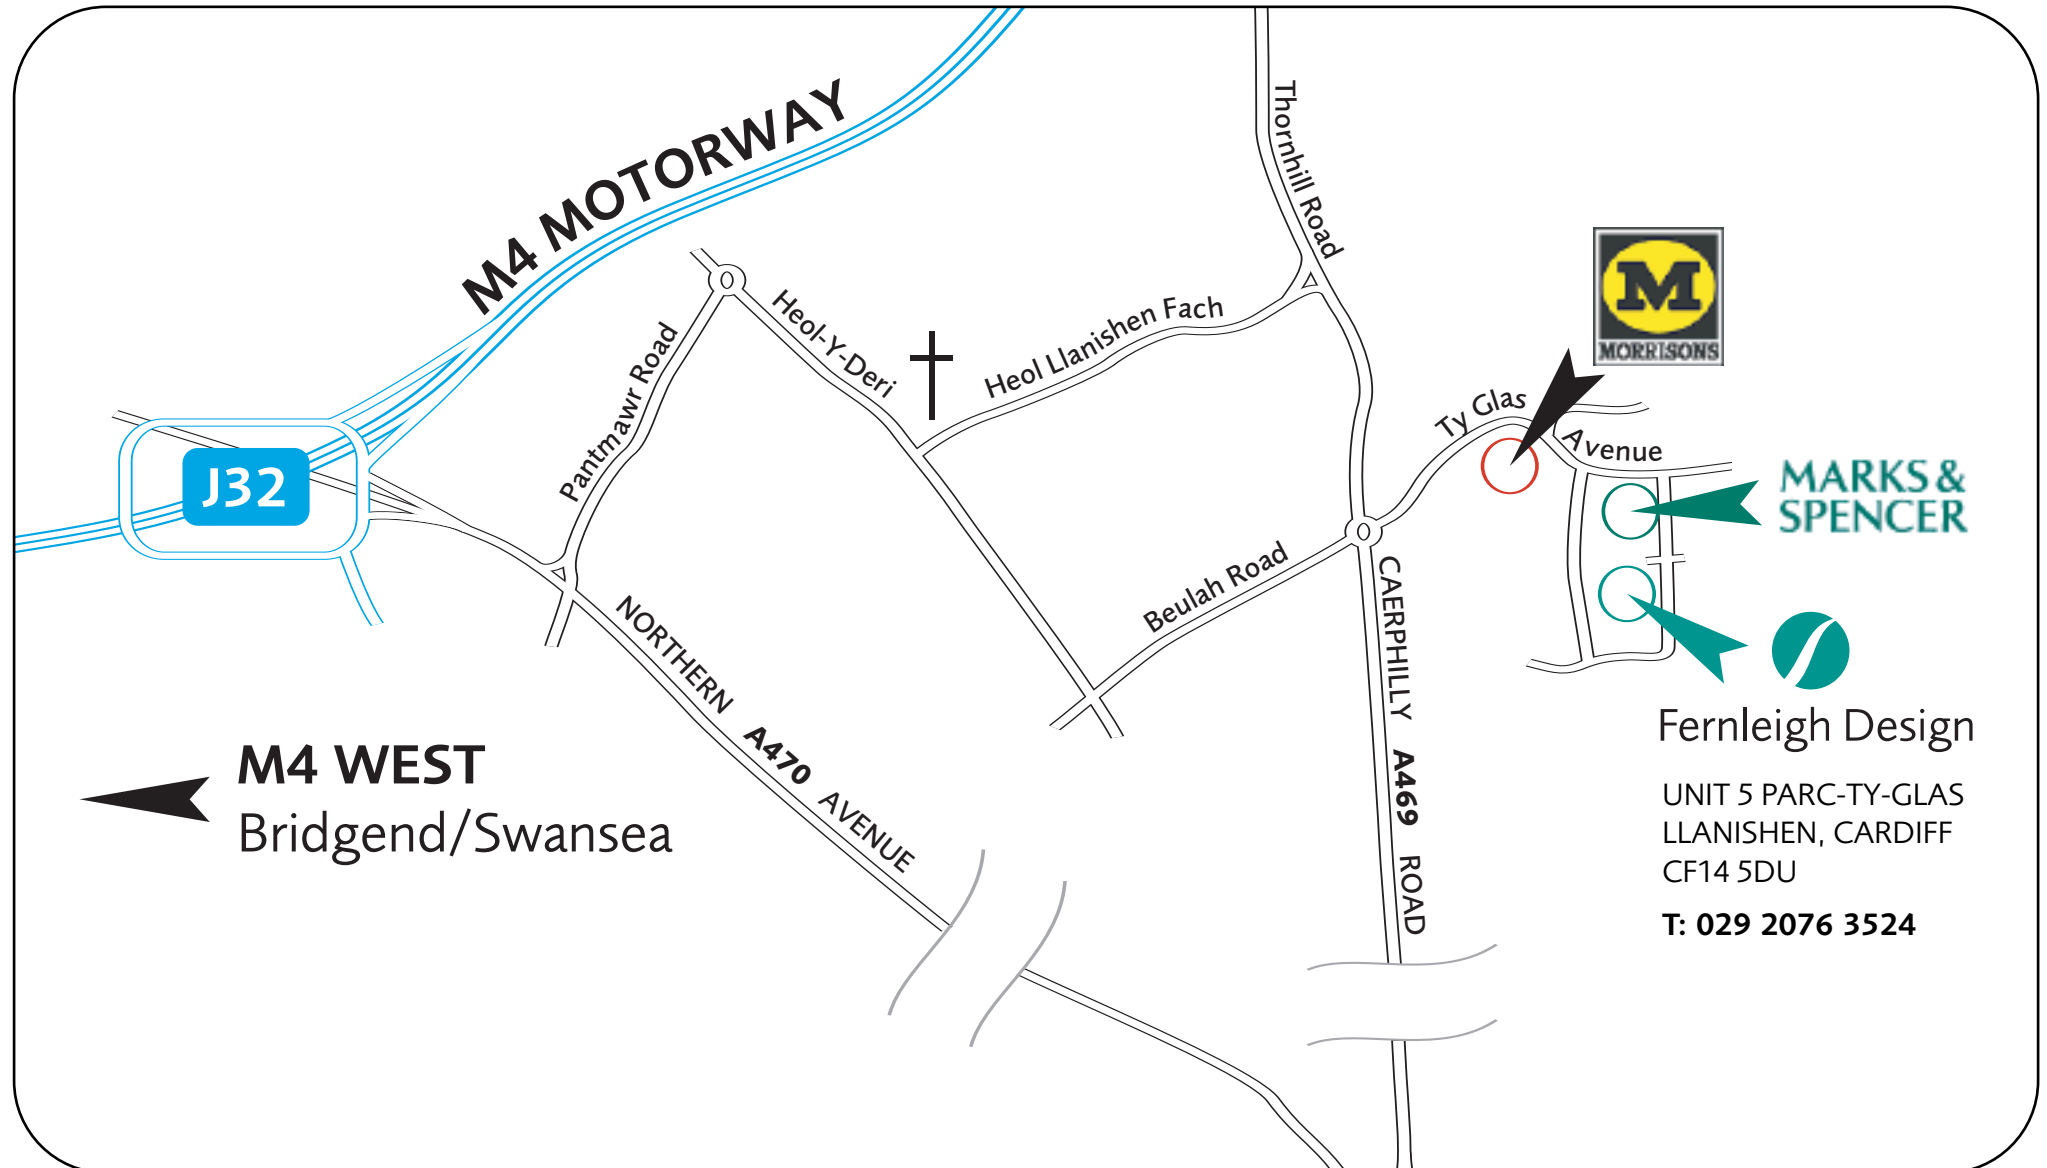 M4 MOTORWAY
Thornhill Road
M
MORRISONS
Heol-Y-Deri
Heol Llanishen Fach
Pantmawr Road
Ty Glas
Avenue
J32
MARKS &
SPENCER
Beulah Road
CAERPHILLY A469 ROAD
NORTHERN A470 AVENUE
M4 WEST
Bridgend/Swansea
Fernleigh Design
UNIT 5 PARC-TY-GLAS
LLANISHEN, CARDIFF
CF14 5DU
T: 029 2076 3524